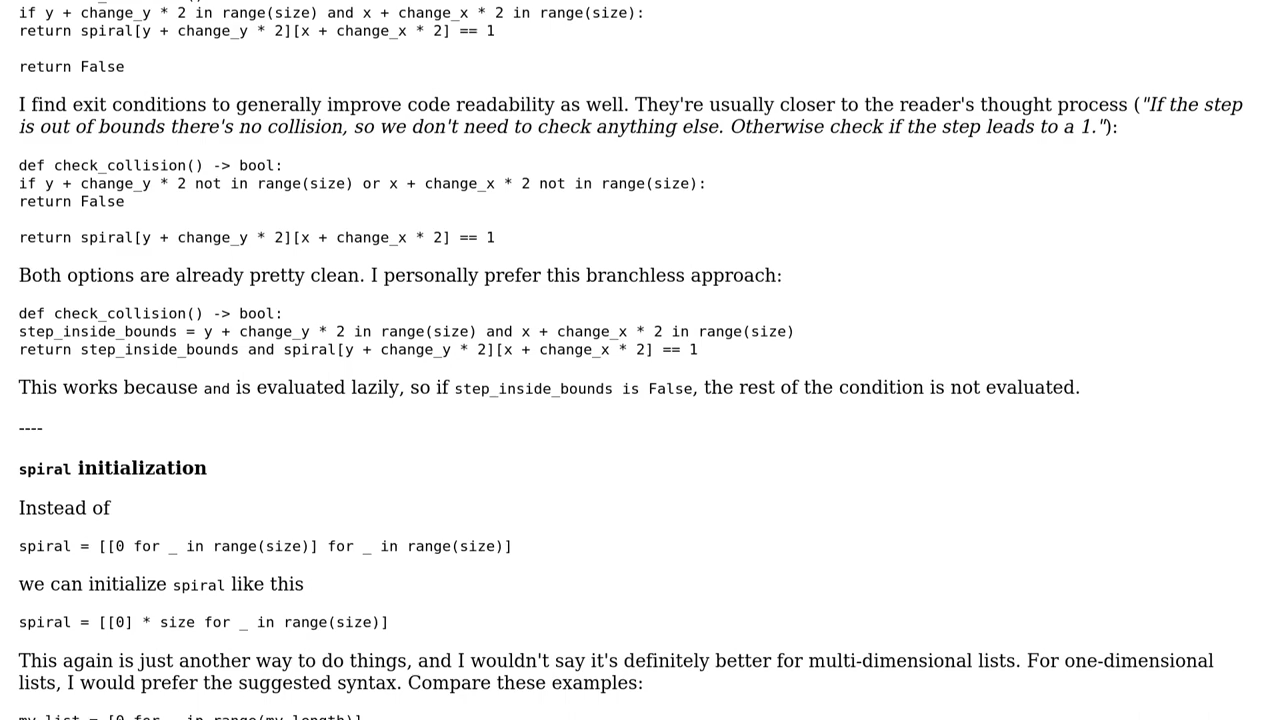 if y + change_y * 2 in range(size) and x + change_x * 2 in range(size):
return spiral[y + change_y * 2][x + change_x * 2] == 1
return False
I find exit conditions to generally improve code readability as well. They're usually closer to the reader's thought process ("If the step
is out of bounds there's no collision, so we don't need to check anything else. Otherwise check if the step leads to a 1."):
def check_collision() -> bool:
if y + change_y * 2 not in range(size) or x + change_x * 2 not in range(size):
return False
return spiral[y + change_y * 2][x + change_x * 2] == 1
Both options are already pretty clean. I personally prefer this branchless approach:
def check_collision() -> bool:
step_inside_bounds = y + change_y * 2 in range(size) and x + change_x * 2 in range(size)
return step_inside_bounds and spiral[y + change_y * 2][x + change_x * 2] == 1
This works because and is evaluated lazily, so if step_inside_bounds is False, the rest of the condition is not evaluated.
----
spiral initialization
Instead of
spiral = [[0 for _ in range(size)] for _ in range(size)]
we can initialize spiral like this
spiral = [[0] * size for _ in range(size)]
This again is just another way to do things, and I wouldn't say it's definitely better for multi-dimensional lists. For one-dimensional
lists, I would prefer the suggested syntax. Compare these examples:
my_list = [0 for _ in range(my_length)]